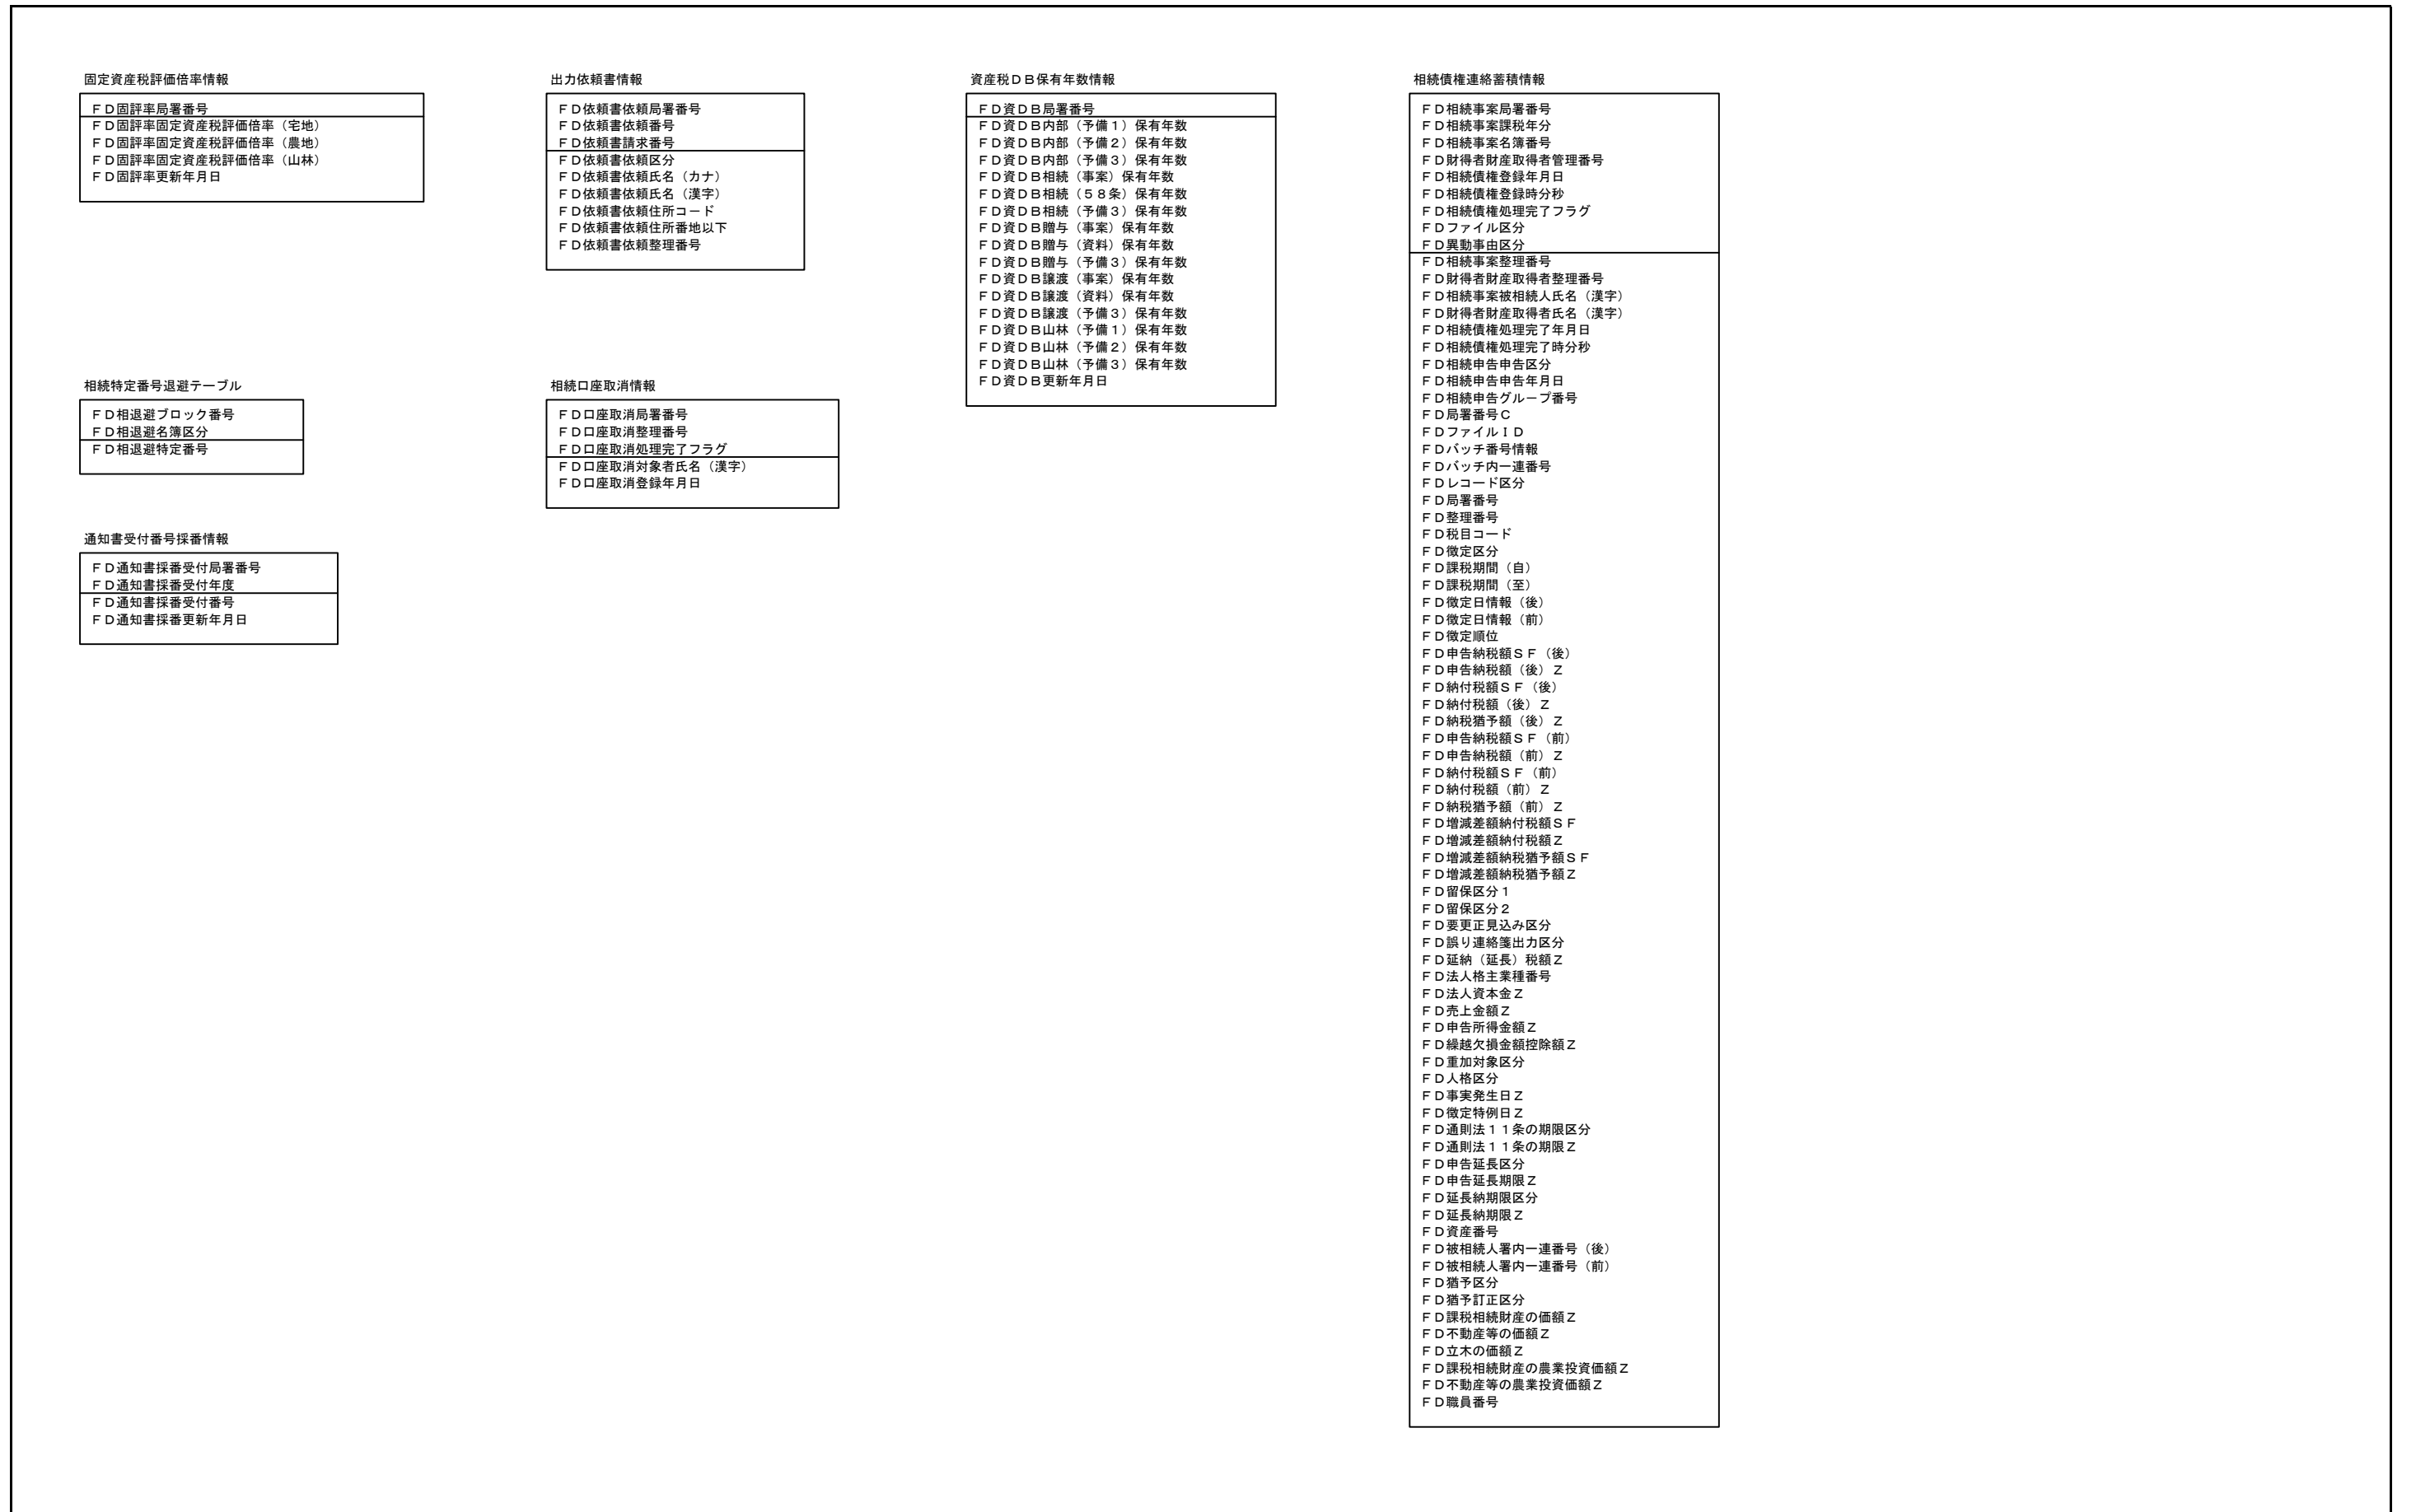 固定資産税評価倍率情報
ＦＤ固評率局署番号
ＦＤ固評率固定資産税評価倍率（宅地）
ＦＤ固評率固定資産税評価倍率（農地）
ＦＤ固評率固定資産税評価倍率（山林）
ＦＤ固評率更新年月日
相続特定番号退避テーブル
ＦＤ相退避ブロック番号
ＦＤ相退避名簿区分
ＦＤ相退避特定番号
通知書受付番号採番情報
ＦＤ通知書採番受付局署番号
ＦＤ通知書採番受付年度
ＦＤ通知書採番受付番号
ＦＤ通知書採番更新年月日
出力依頼書情報
ＦＤ依頼書依頼局署番号
ＦＤ依頼書依頼番号
ＦＤ依頼書請求番号
ＦＤ依頼書依頼区分
ＦＤ依頼書依頼氏名（カナ）
ＦＤ依頼書依頼氏名（漢字）
ＦＤ依頼書依頼住所コード
ＦＤ依頼書依頼住所番地以下
ＦＤ依頼書依頼整理番号
相続口座取消情報
ＦＤ口座取消局署番号
ＦＤ口座取消整理番号
ＦＤ口座取消処理完了フラグ
ＦＤ口座取消対象者氏名（漢字）
ＦＤ口座取消登録年月日
資産税ＤＢ保有年数情報
ＦＤ資ＤＢ局署番号
ＦＤ資ＤＢ内部（予備１）保有年数
ＦＤ資ＤＢ内部（予備２）保有年数
ＦＤ資ＤＢ内部（予備３）保有年数
ＦＤ資ＤＢ相続（事案）保有年数
ＦＤ資ＤＢ相続（５８条）保有年数
ＦＤ資ＤＢ相続（予備３）保有年数
ＦＤ資ＤＢ贈与（事案）保有年数
ＦＤ資ＤＢ贈与（資料）保有年数
ＦＤ資ＤＢ贈与（予備３）保有年数
ＦＤ資ＤＢ譲渡（事案）保有年数
ＦＤ資ＤＢ譲渡（資料）保有年数
ＦＤ資ＤＢ譲渡（予備３）保有年数
ＦＤ資ＤＢ山林（予備１）保有年数
ＦＤ資ＤＢ山林（予備２）保有年数
ＦＤ資ＤＢ山林（予備３）保有年数
ＦＤ資ＤＢ更新年月日
相続債権連絡蓄積情報
ＦＤ相続事案局署番号
ＦＤ相続事案課税年分
ＦＤ相続事案名簿番号
ＦＤ財得者財産取得者管理番号
ＦＤ相続債権登録年月日
ＦＤ相続債権登録時分秒
ＦＤ相続債権処理完了フラグ
ＦＤファイル区分
ＦＤ異動事由区分
ＦＤ相続事案整理番号
ＦＤ財得者財産取得者整理番号
ＦＤ相続事案被相続人氏名（漢字）
ＦＤ財得者財産取得者氏名（漢字）
ＦＤ相続債権処理完了年月日
ＦＤ相続債権処理完了時分秒
ＦＤ相続申告申告区分
ＦＤ相続申告申告年月日
ＦＤ相続申告グループ番号
ＦＤ局署番号Ｃ
ＦＤファイルＩＤ
ＦＤバッチ番号情報
ＦＤバッチ内一連番号
ＦＤレコード区分
ＦＤ局署番号
ＦＤ整理番号
ＦＤ税目コード
ＦＤ徴定区分
ＦＤ課税期間（自）
ＦＤ課税期間（至）
ＦＤ徴定日情報（後）
ＦＤ徴定日情報（前）
ＦＤ徴定順位
ＦＤ申告納税額ＳＦ（後）
ＦＤ申告納税額（後）Ｚ
ＦＤ納付税額ＳＦ（後）
ＦＤ納付税額（後）Ｚ
ＦＤ納税猶予額（後）Ｚ
ＦＤ申告納税額ＳＦ（前）
ＦＤ申告納税額（前）Ｚ
ＦＤ納付税額ＳＦ（前）
ＦＤ納付税額（前）Ｚ
ＦＤ納税猶予額（前）Ｚ
ＦＤ増減差額納付税額ＳＦ
ＦＤ増減差額納付税額Ｚ
ＦＤ増減差額納税猶予額ＳＦ
ＦＤ増減差額納税猶予額Ｚ
ＦＤ留保区分１
ＦＤ留保区分２
ＦＤ要更正見込み区分
ＦＤ誤り連絡箋出力区分
ＦＤ延納（延長）税額Ｚ
ＦＤ法人格主業種番号
ＦＤ法人資本金Ｚ
ＦＤ売上金額Ｚ
ＦＤ申告所得金額Ｚ
ＦＤ繰越欠損金額控除額Ｚ
ＦＤ重加対象区分
ＦＤ人格区分
ＦＤ事実発生日Ｚ
ＦＤ徴定特例日Ｚ
ＦＤ通則法１１条の期限区分
ＦＤ通則法１１条の期限Ｚ
ＦＤ申告延長区分
ＦＤ申告延長期限Ｚ
ＦＤ延長納期限区分
ＦＤ延長納期限Ｚ
ＦＤ資産番号
ＦＤ被相続人署内一連番号（後）
ＦＤ被相続人署内一連番号（前）
ＦＤ猶予区分
ＦＤ猶予訂正区分
ＦＤ課税相続財産の価額Ｚ
ＦＤ不動産等の価額Ｚ
ＦＤ立木の価額Ｚ
ＦＤ課税相続財産の農業投資価額Ｚ
ＦＤ不動産等の農業投資価額Ｚ
ＦＤ職員番号